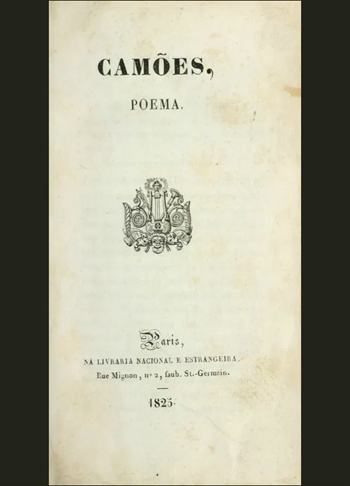 CAMÕES,
POEMA.
Paris,
NA LIVRARIA NACIONAL E ESTRANGEIRA,
Rue Mignon, nº 2, faub. St.-Germain.
1825.